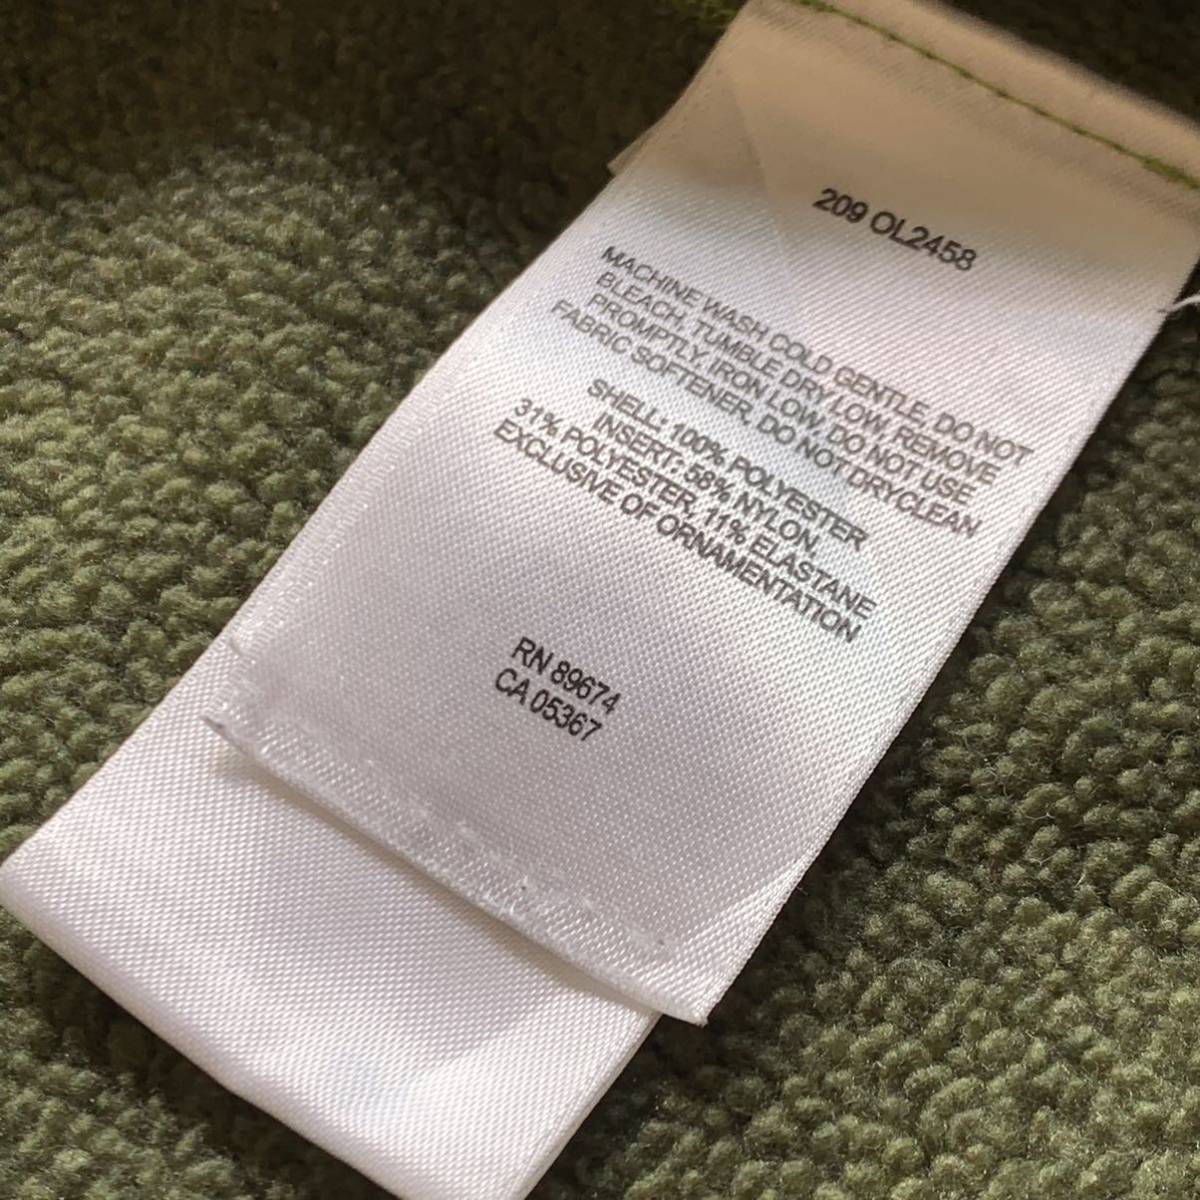 209 OL2458
MACHINE WASH COLD GENTLE, DO NOT
BLEACH, TUMBLE DRY LOW, REMOVE
PROMPTLY, IRON LOW, DO NOT USE
FABRIC SOFTENER, DO NOT DRYCLEAN
SHELL: 100% POLYESTER
INSERT: 58% NYLON,
31% POLYESTER, 11% ELASTANE
EXCLUSIVE OF ORNAMENTATION
RN 89674
CA 05367